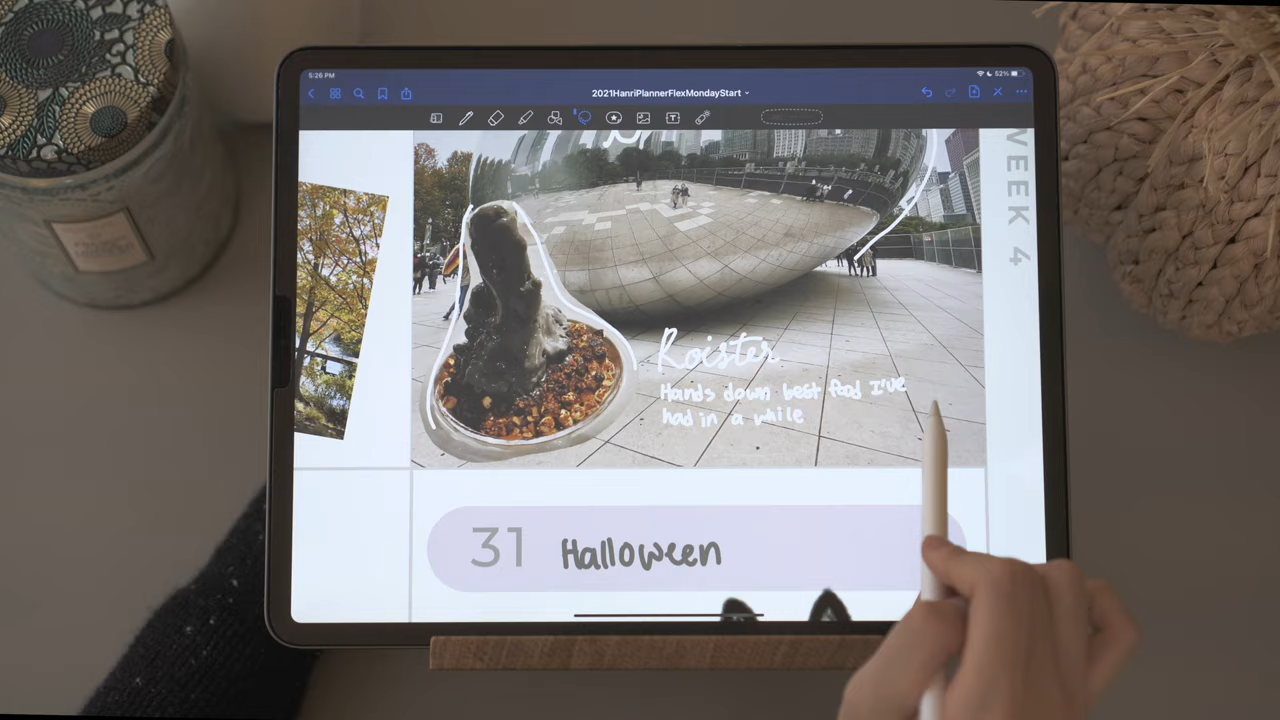 5:26 PM
52%
2021HanriPlannerFlexMondayStart
WEEK 4
Roister
Hands down best food I've
had in a while
31 Halloween